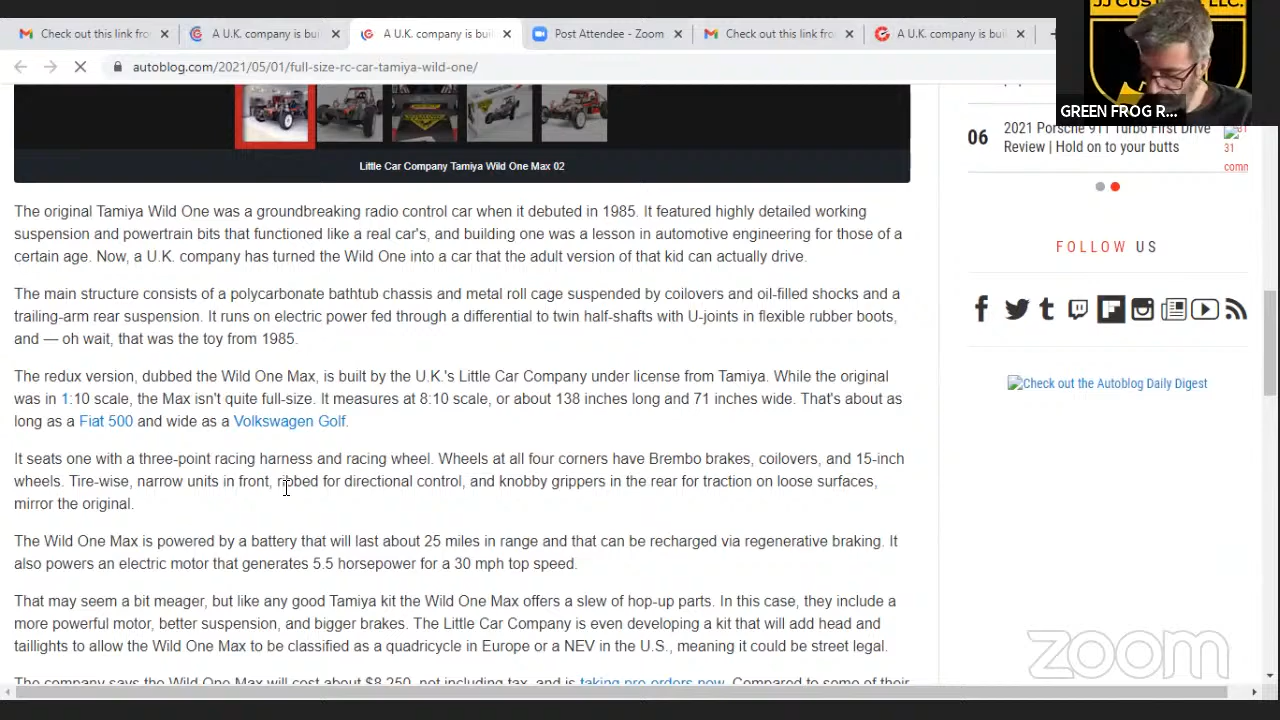 JJ CUSTOMS LLC.
Check out this link fro
A U.K. company is bui
A U.K. company is buil
Post Attendee - Zoom
Check out this link fro
A U.K. company is buil
autoblog.com/2021/05/01/full-size-rc-car-tamiya-wild-one/
GREEN FROG R...
06
2021 Porsche 911 Turbo First Drive
Review | Hold on to your butts
31
comn
Little Car Company Tamiya Wild One Max 02
The original Tamiya Wild One was a groundbreaking radio control car when it debuted in 1985. It featured highly detailed working
suspension and powertrain bits that functioned like a real car's, and building one was a lesson in automotive engineering for those of a
certain age. Now, a U.K. company has turned the Wild One into a car that the adult version of that kid can actually drive.
The main structure consists of a polycarbonate bathtub chassis and metal roll cage suspended by coilovers and oil-filled shocks and a
trailing-arm rear suspension. It runs on electric power fed through a differential to twin half-shafts with U-joints in flexible rubber boots,
and — oh wait, that was the toy from 1985.
The redux version, dubbed the Wild One Max, is built by the U.K.'s Little Car Company under license from Tamiya. While the original
was in 1:10 scale, the Max isn't quite full-size. It measures at 8:10 scale, or about 138 inches long and 71 inches wide. That's about as
long as a Fiat 500 and wide as a Volkswagen Golf.
It seats one with a three-point racing harness and racing wheel. Wheels at all four corners have Brembo brakes, coilovers, and 15-inch
wheels. Tire-wise, narrow units in front, ribbed for directional control, and knobby grippers in the rear for traction on loose surfaces,
mirror the original.
The Wild One Max is powered by a battery that will last about 25 miles in range and that can be recharged via regenerative braking. It
also powers an electric motor that generates 5.5 horsepower for a 30 mph top speed.
That may seem a bit meager, but like any good Tamiya kit the Wild One Max offers a slew of hop-up parts. In this case, they include a
more powerful motor, better suspension, and bigger brakes. The Little Car Company is even developing a kit that will add head and
taillights to allow the Wild One Max to be classified as a quadricycle in Europe or a NEV in the U.S., meaning it could be street legal.
The company says the Wild One Max will cost about $8,250, not including tax, and is taking pre-orders now. Compared to some of their
FOLLOW US
Check out the Autoblog Daily Digest
zoom